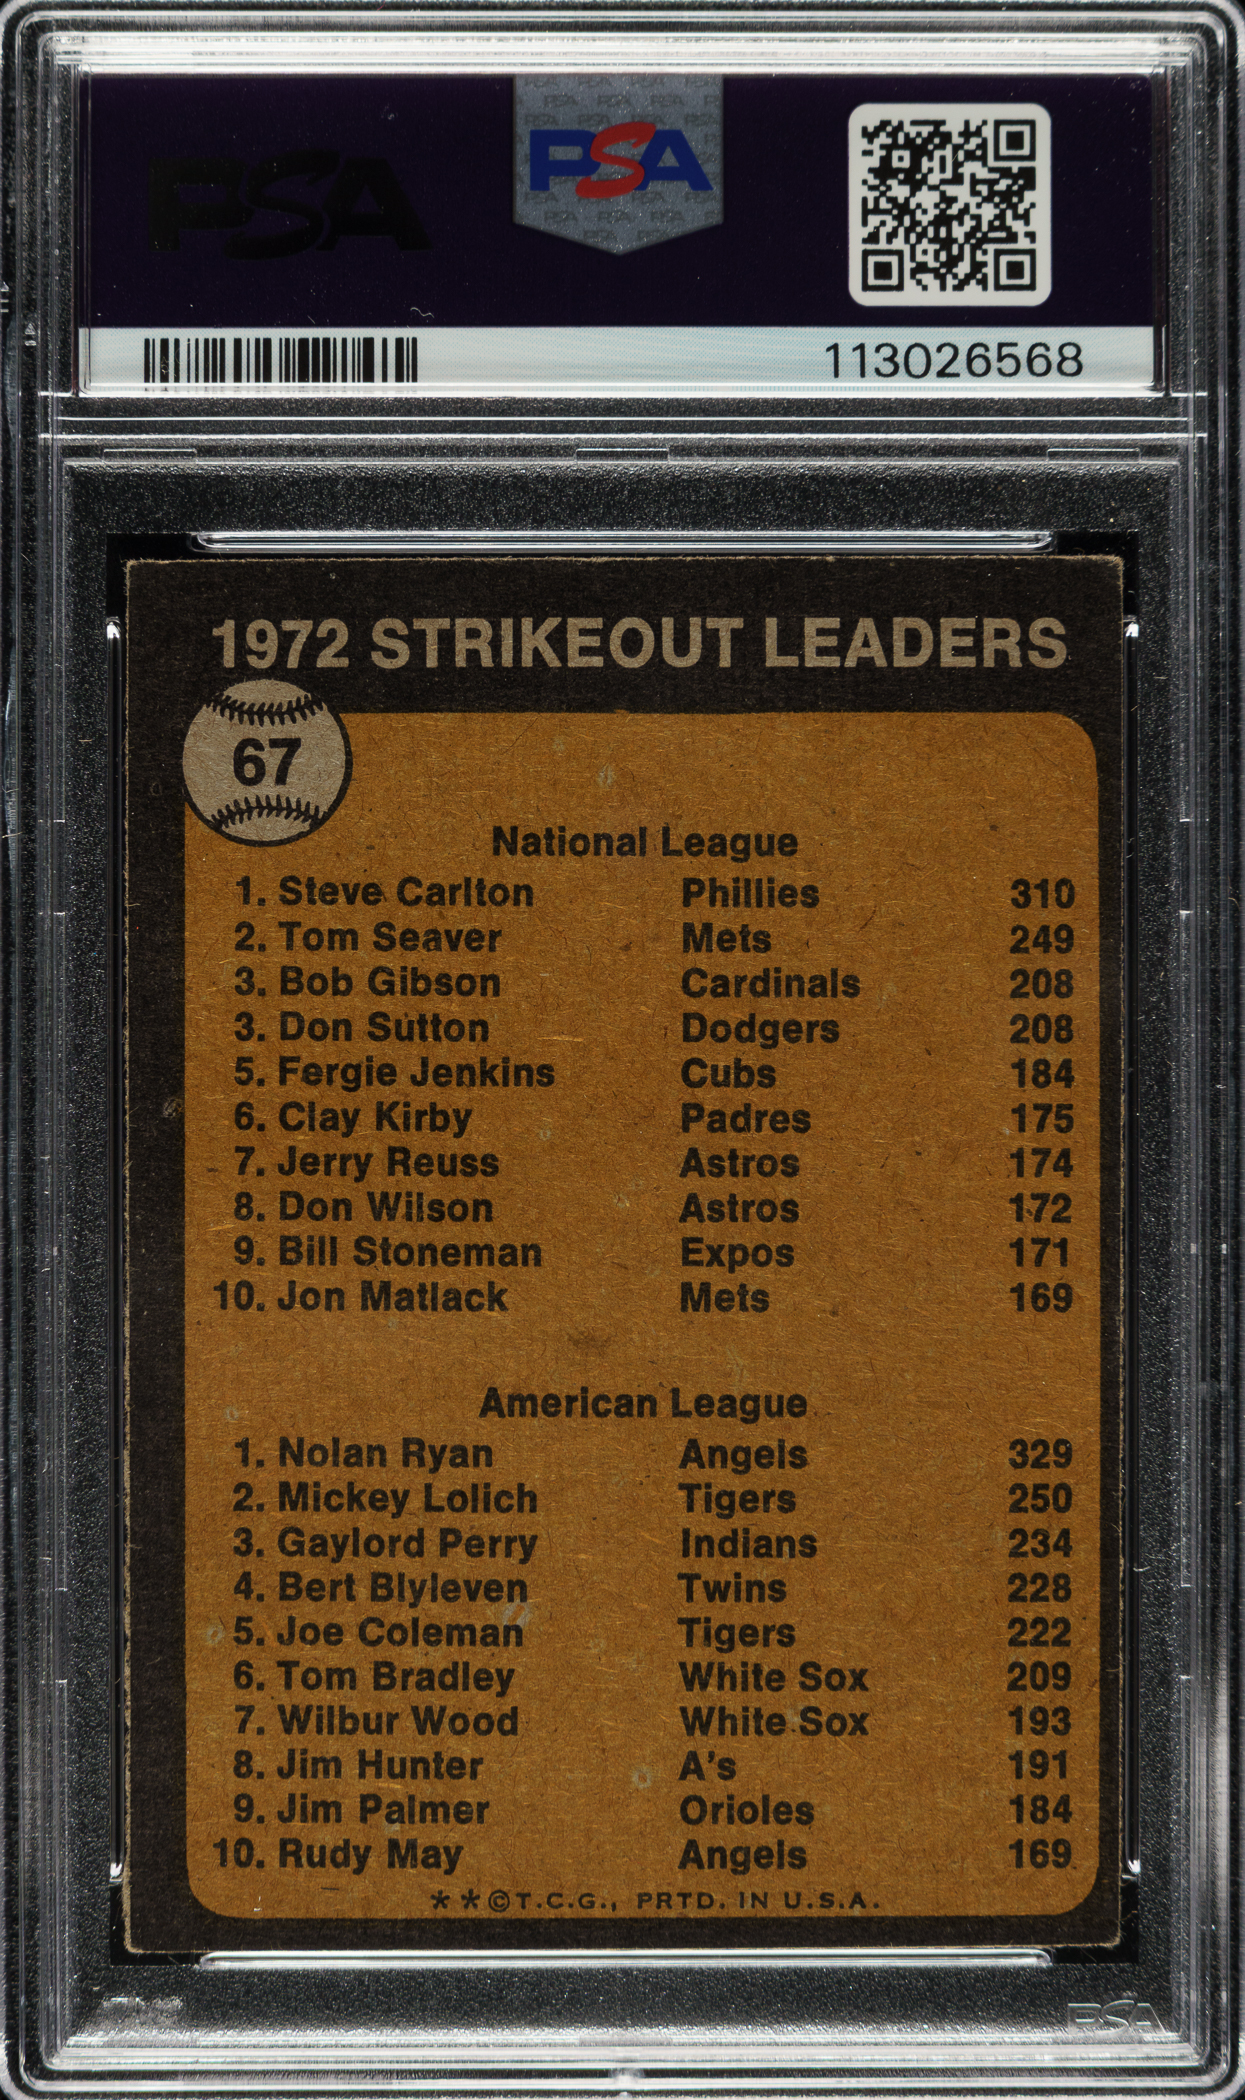 PSA
PSA
113026568
1972 STRIKEOUT LEADERS
67
National League
1. Steve Carlton Phillies 310
2. Tom Seaver Mets 249
3. Bob Gibson Cardinals 208
3. Don Sutton Dodgers 208
5. Fergie Jenkins Cubs 184
6. Clay Kirby Padres 175
7. Jerry Reuss Astros 174
8. Don Wilson Astros 172
9. Bill Stoneman Expos 171
10. Jon Matlack Mets 169
American League
1. Nolan Ryan Angels 329
2. Mickey Lolich Tigers 250
3. Gaylord Perry Indians 234
4. Bert Blyleven Twins 228
5. Joe Coleman Tigers 222
6. Tom Bradley White Sox 209
7. Wilbur Wood White Sox 193
8. Jim Hunter A's 191
9. Jim Palmer Orioles 184
10. Rudy May Angels 169
**©T.C.G., PRTD. IN U.S.A.
PSA